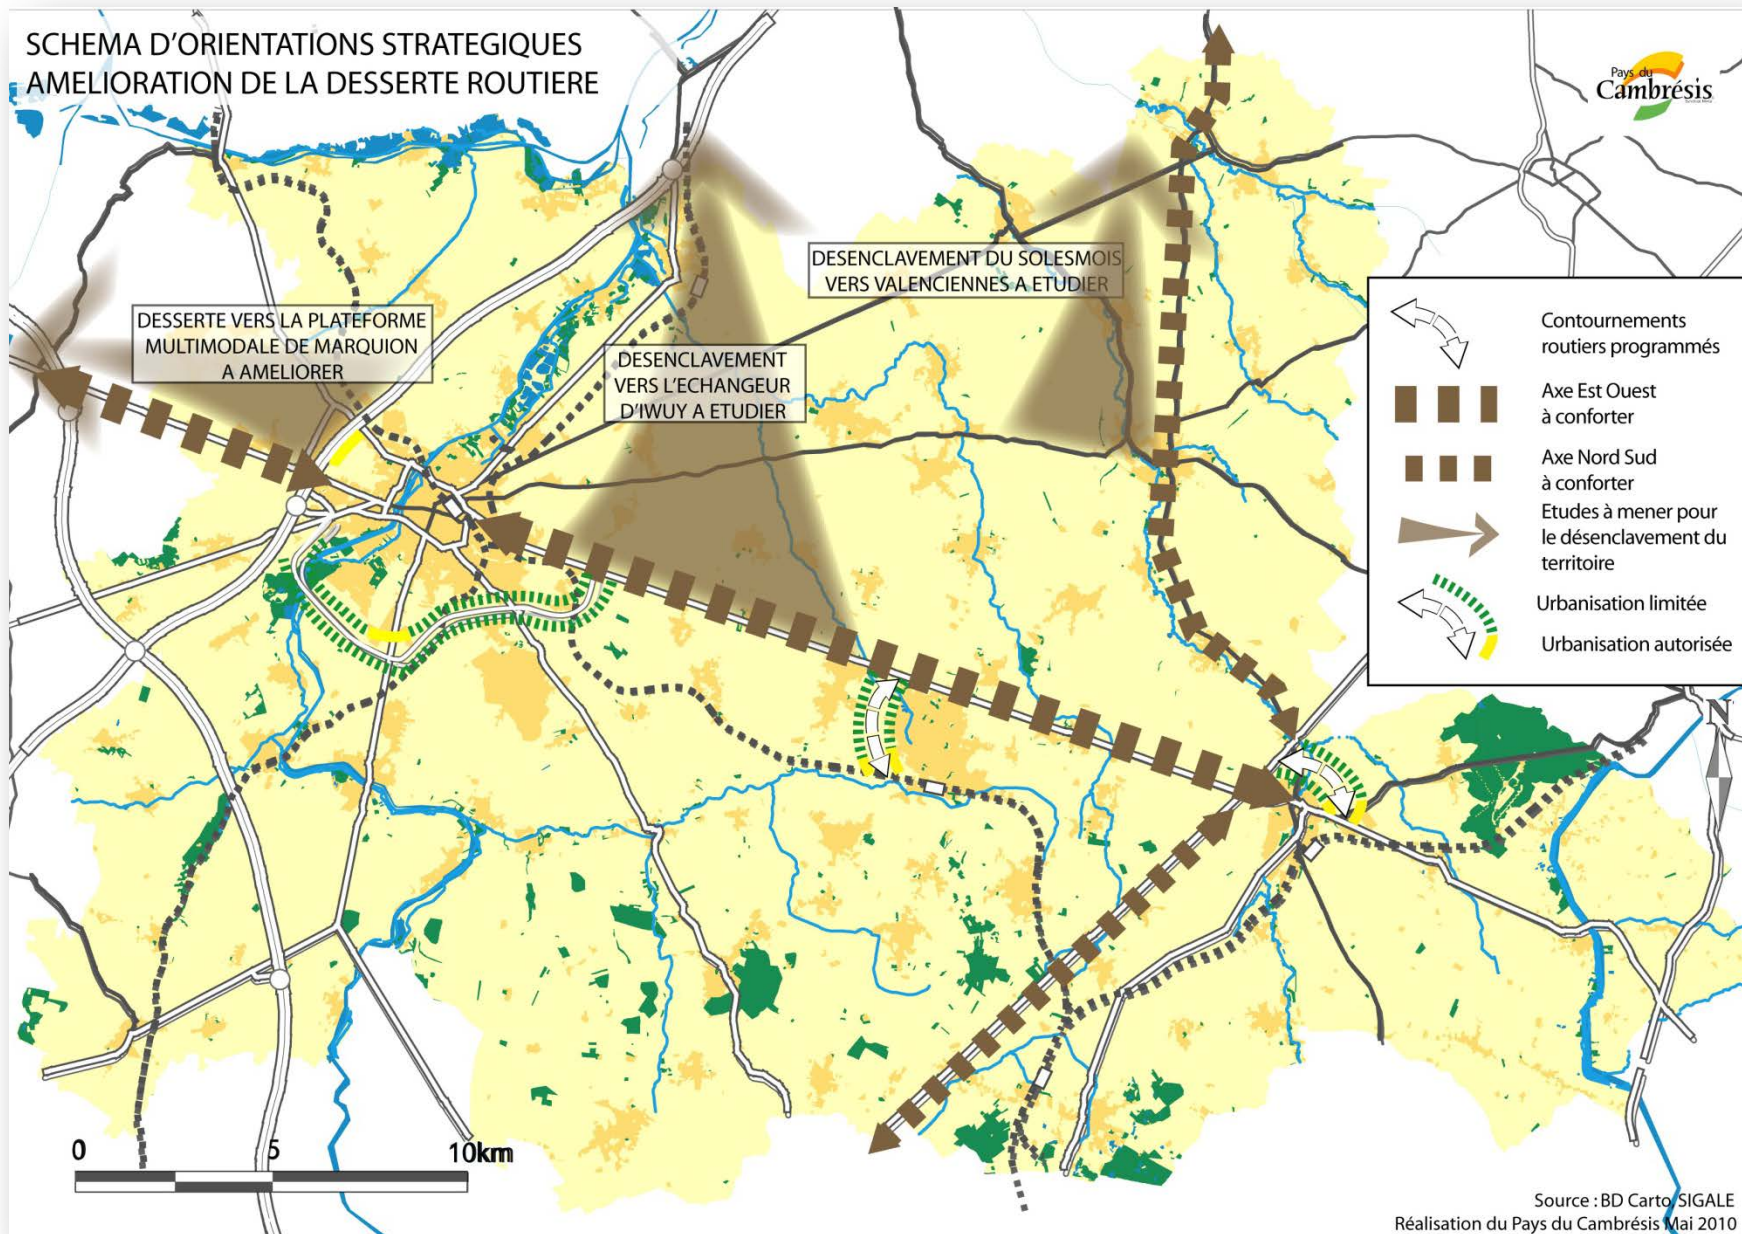 SCHEMA D'ORIENTATIONS STRATEGIQUES
AMELIORATION DE LA DESSERTE ROUTIERE
Pays du
Cambrésis
DESENCLAVEMENT DU SOLESMOIS
VERS VALENCIENNES A ETUDIER
DESSERTE VERS LA PLATEFORME
MULTIMODALE DE MARQUION
A AMELIORER
DESENCLAVEMENT
VERS L'ECHANGEUR
D'IWUY A ETUDIER
Contournements
routiers programmés
Axe Est Ouest
à conforter
Axe Nord Sud
à conforter
Etudes à mener pour
le désenclavement du
territoire
Urbanisation limitée
Urbanisation autorisée
N
0 5 10km
Source : BD Carto, SIGALE
Réalisation du Pays du Cambrésis Mai 2010